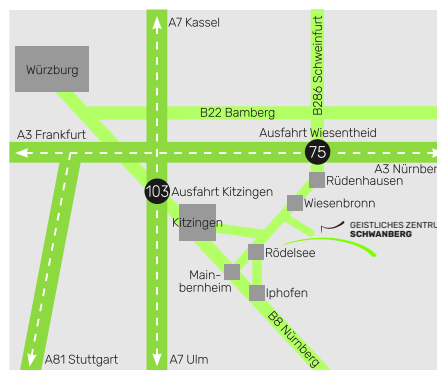 A7 Kassel
B286 Schweinfurt
Würzburg
B22 Bamberg
A3 Frankfurt
Ausfahrt Wiesentheid
75
A3 Nürnber
103
Ausfahrt Kitzingen
Rüdenhausen
Wiesenbronn
Kitzingen
GEISTLICHES ZENTRU
SCHWANBERG
Rödelsee
Main-
bernheim
Iphofen
B8 Nürnberg
A81 Stuttgart
A7 Ulm